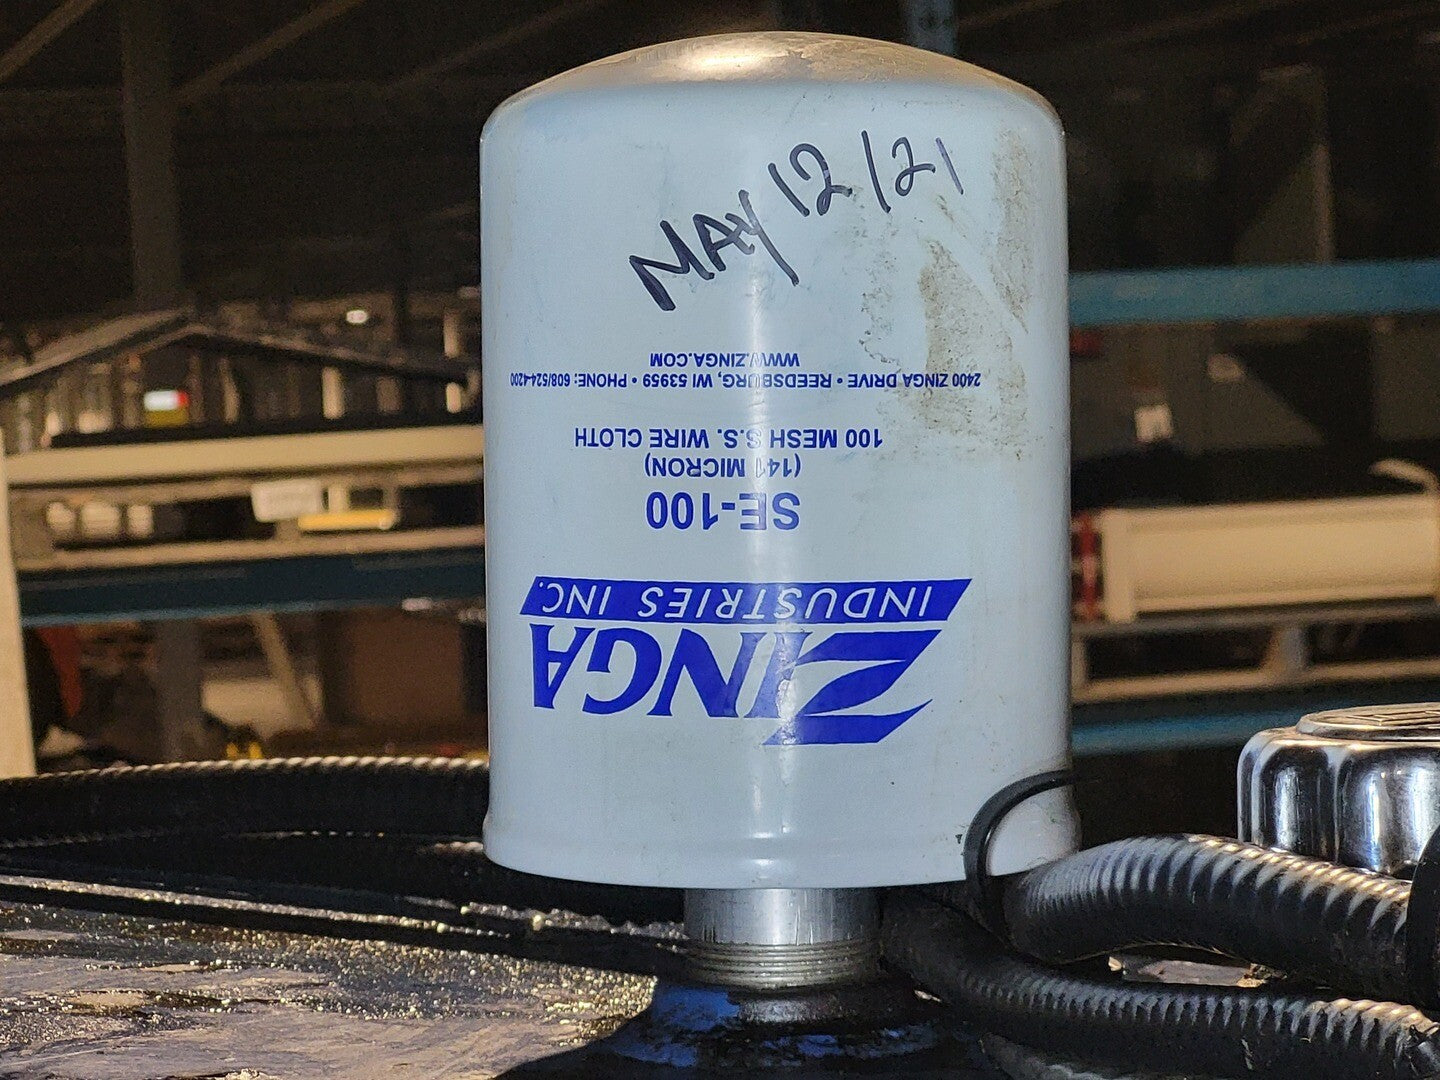 MAY 12/21
ZINGA
INDUSTRIES INC.
SE-100
(141 MICRON)
100 MESH S.S. WIRE CLOTH
2400 ZINGA DRIVE • REEDSBURG, WI 53959 • PHONE: 608/524-4200
WWW.ZINGA.COM